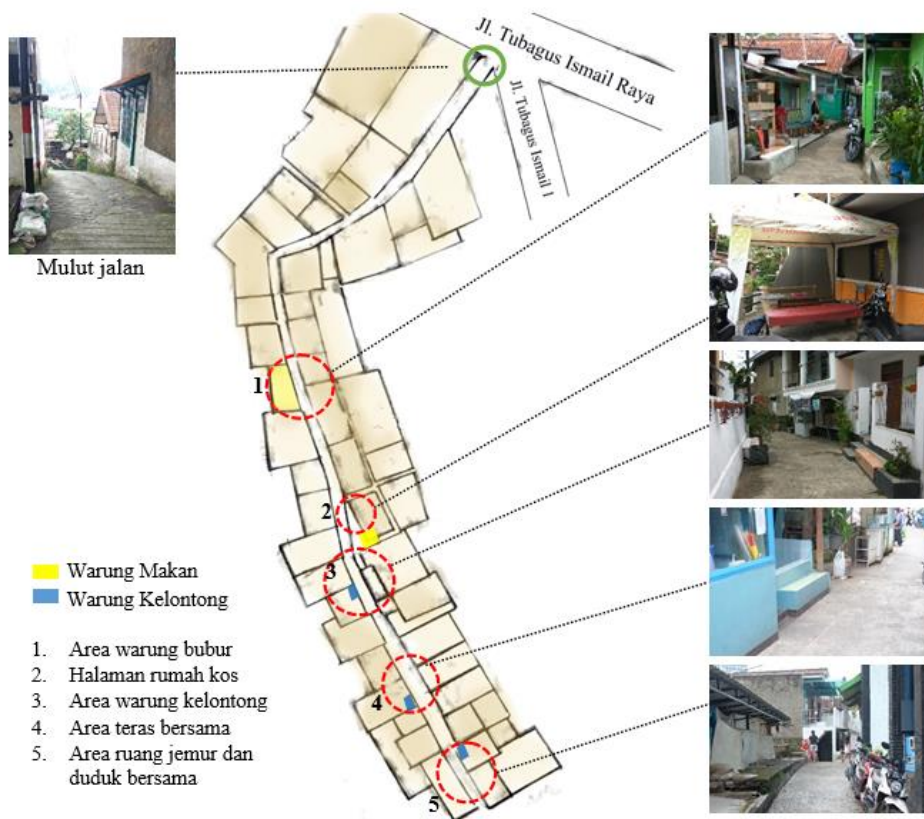 Jl. Tubagus Ismail Raya
Jl. Tubagus Ismail I
Mulut jalan
1
2
3
4
5
Warung Makan
Warung Kelontong
1. Area warung bubur
2. Halaman rumah kos
3. Area warung kelontong
4. Area teras bersama
5. Area ruang jemur dan
duduk bersama